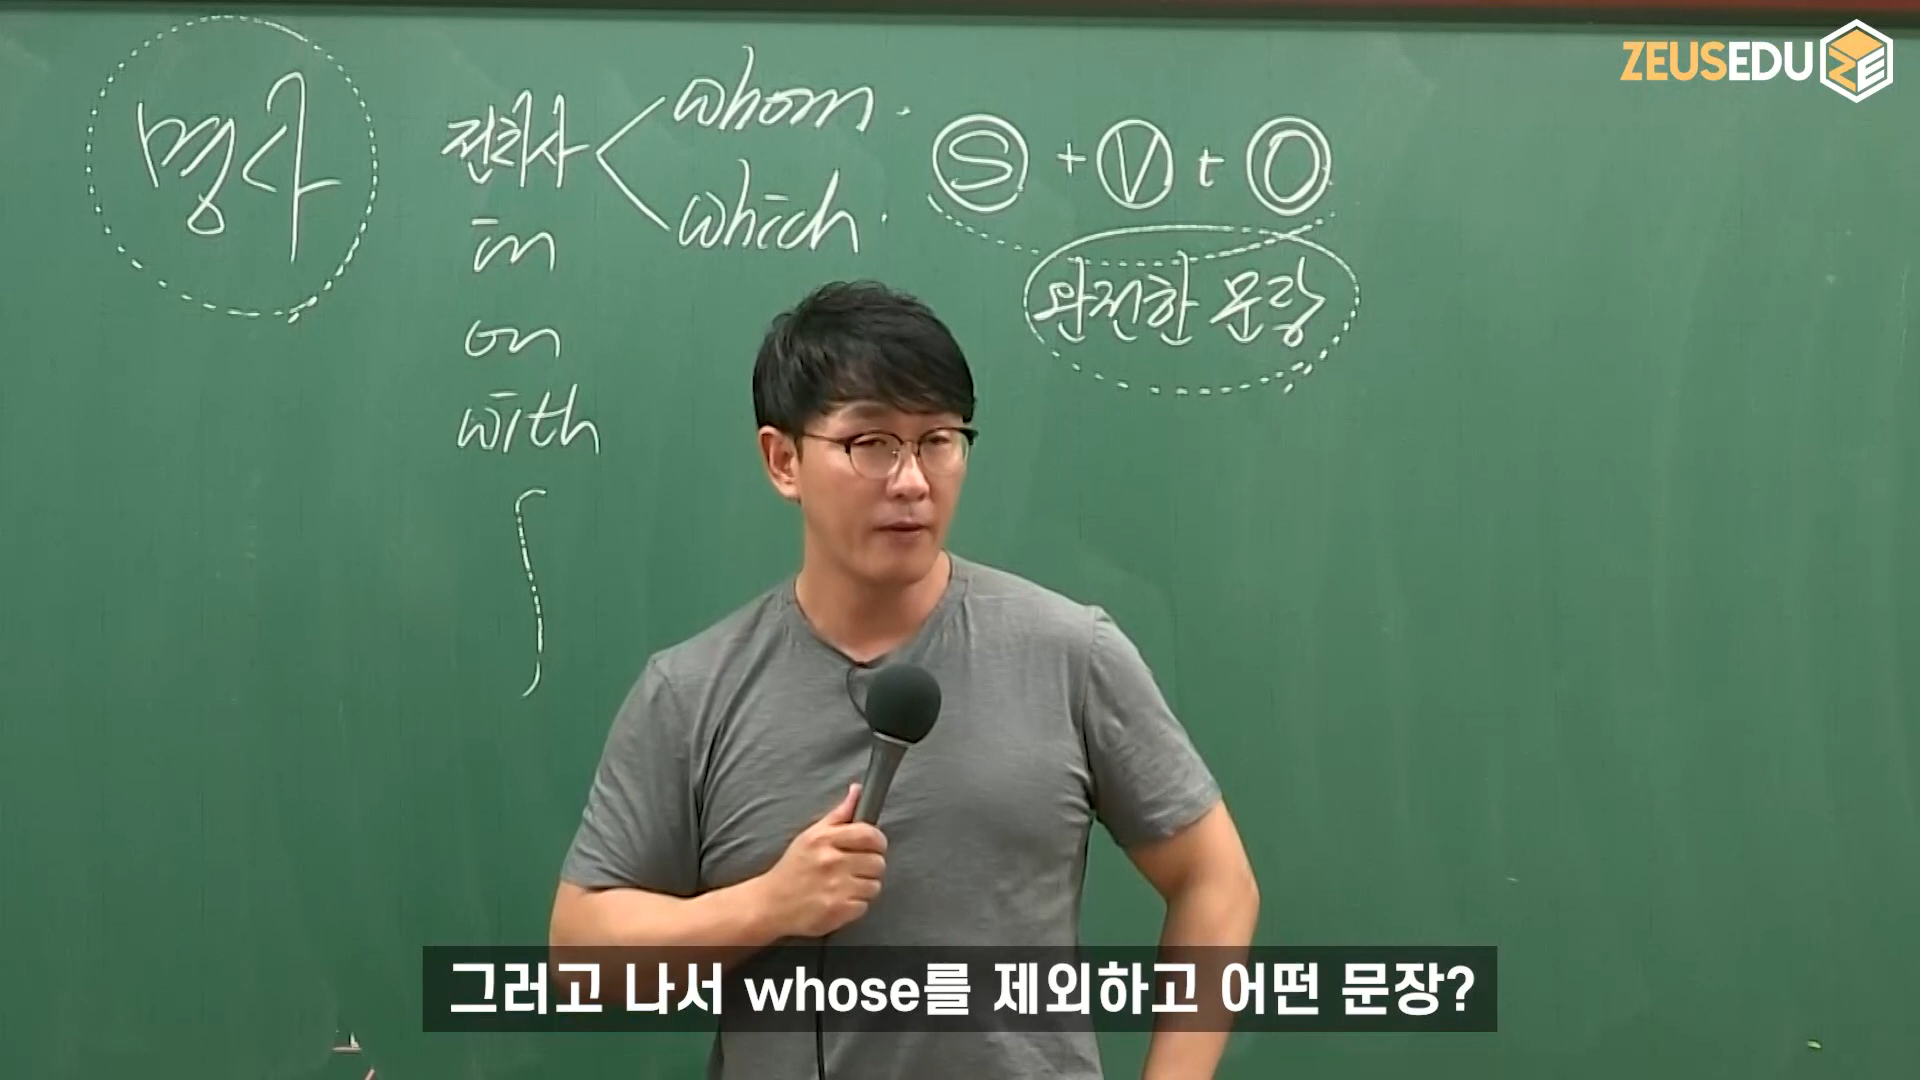 ZEUSEDU
명사
전치사
whom.
which.
in
on
with
S + V + O
완전한 문장
그러고 나서 whose를 제외하고 어떤 문장?